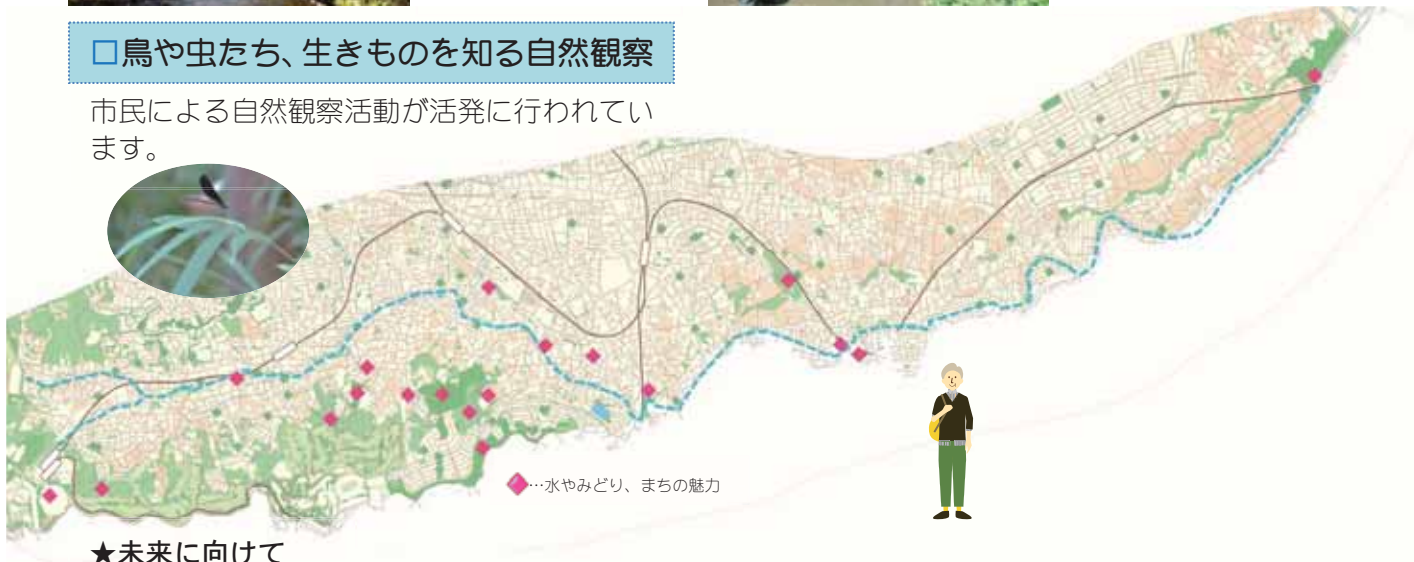 □鳥や虫たち、生きものを知る自然観察
市民による自然観察活動が活発に行われてい
ます。
◆…水やみどり、まちの魅力
★未来に向けて